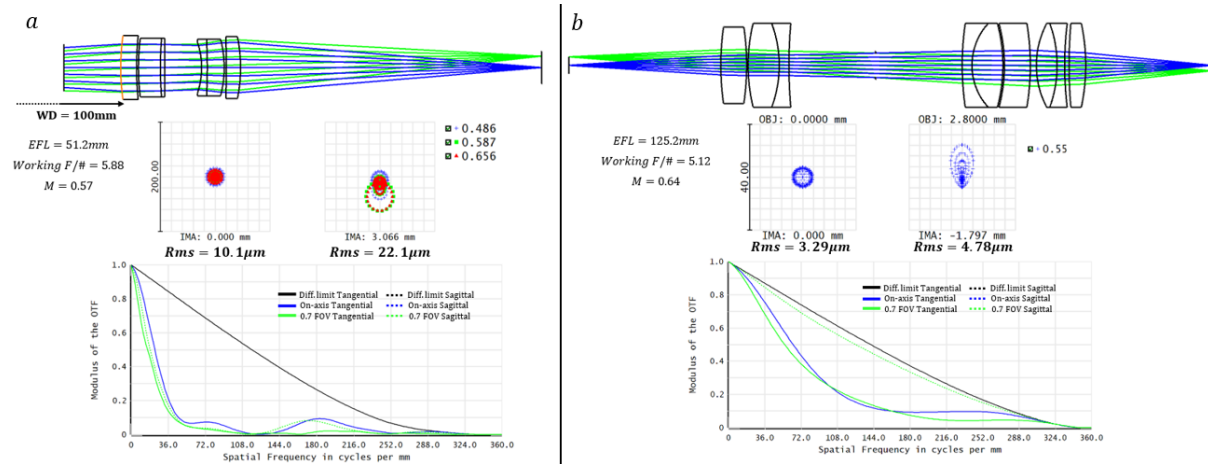 a
WD = 100mm
EFL = 51.2mm
Working F/# = 5.88
M = 0.57
200.00
0.486
0.587
0.656
IMA: 0.000 mm
IMA: 3.066 mm
Rms = 10.1μm
Rms = 22.1μm
1.0
0.8
0.6
0.4
0.2
0
Modulus of the OTF
Diff.limit Tangential
Diff.limit Sagittal
On-axis Tangential
On-axis Sagittal
0.7 FOV Tangential
0.7 FOV Sagittal
0 36.0 72.0 108.0 144.0 180.0 216.0 252.0 288.0 324.0 360.0
Spatial Frequency in cycles per mm
b
OBJ: 0.0000 mm
OBJ: 2.8000 mm
EFL = 125.2mm
Working F/# = 5.12
M = 0.64
40.00
0.55
IMA: 0.000 mm
IMA: -1.797 mm
Rms = 3.29μm
Rms = 4.78μm
1.0
0.8
0.6
0.4
0.2
0
Modulus of the OTF
Diff.limit Tangential
Diff.limit Sagittal
On-axis Tangential
On-axis Sagittal
0.7 FOV Tangential
0.7 FOV Sagittal
0 36.0 72.0 108.0 144.0 180.0 216.0 252.0 288.0 324.0 360.0
Spatial Frequency in cycles per mm